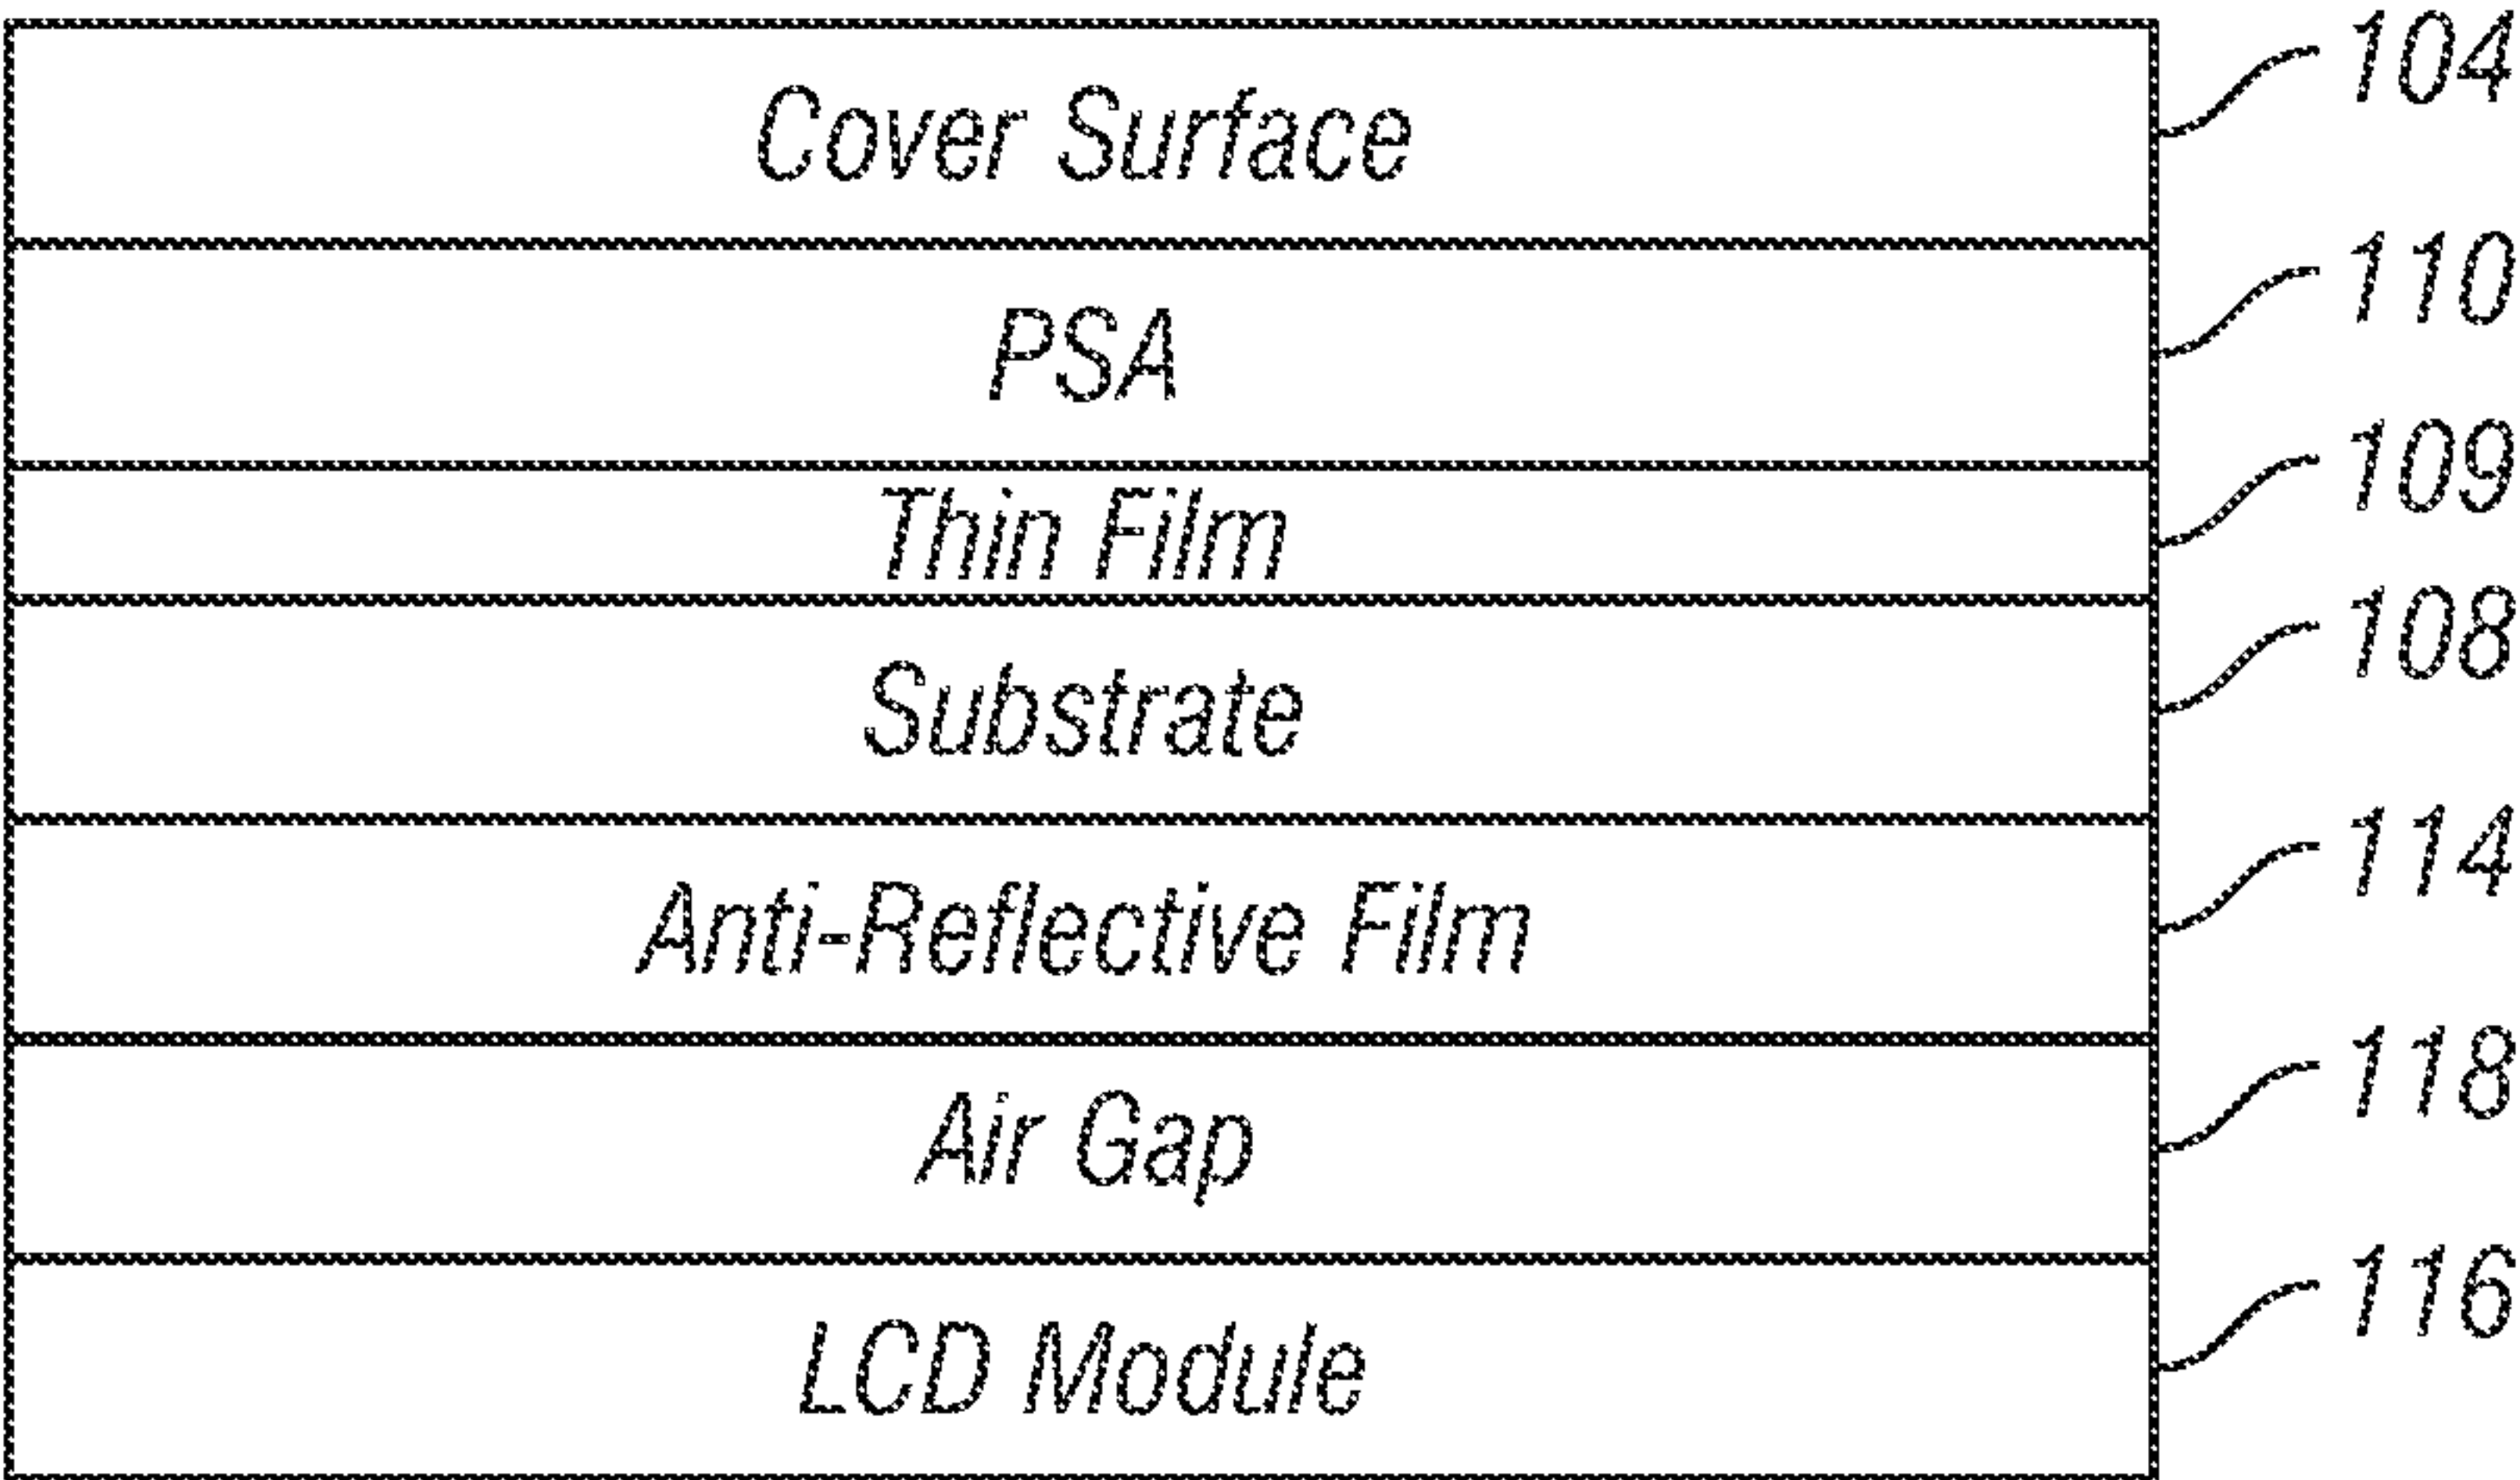 Cover Surface 104
PSA 110
Thin Film 109
Substrate 108
Anti-Reflective Film 114
Air Gap 118
LCD Module 116